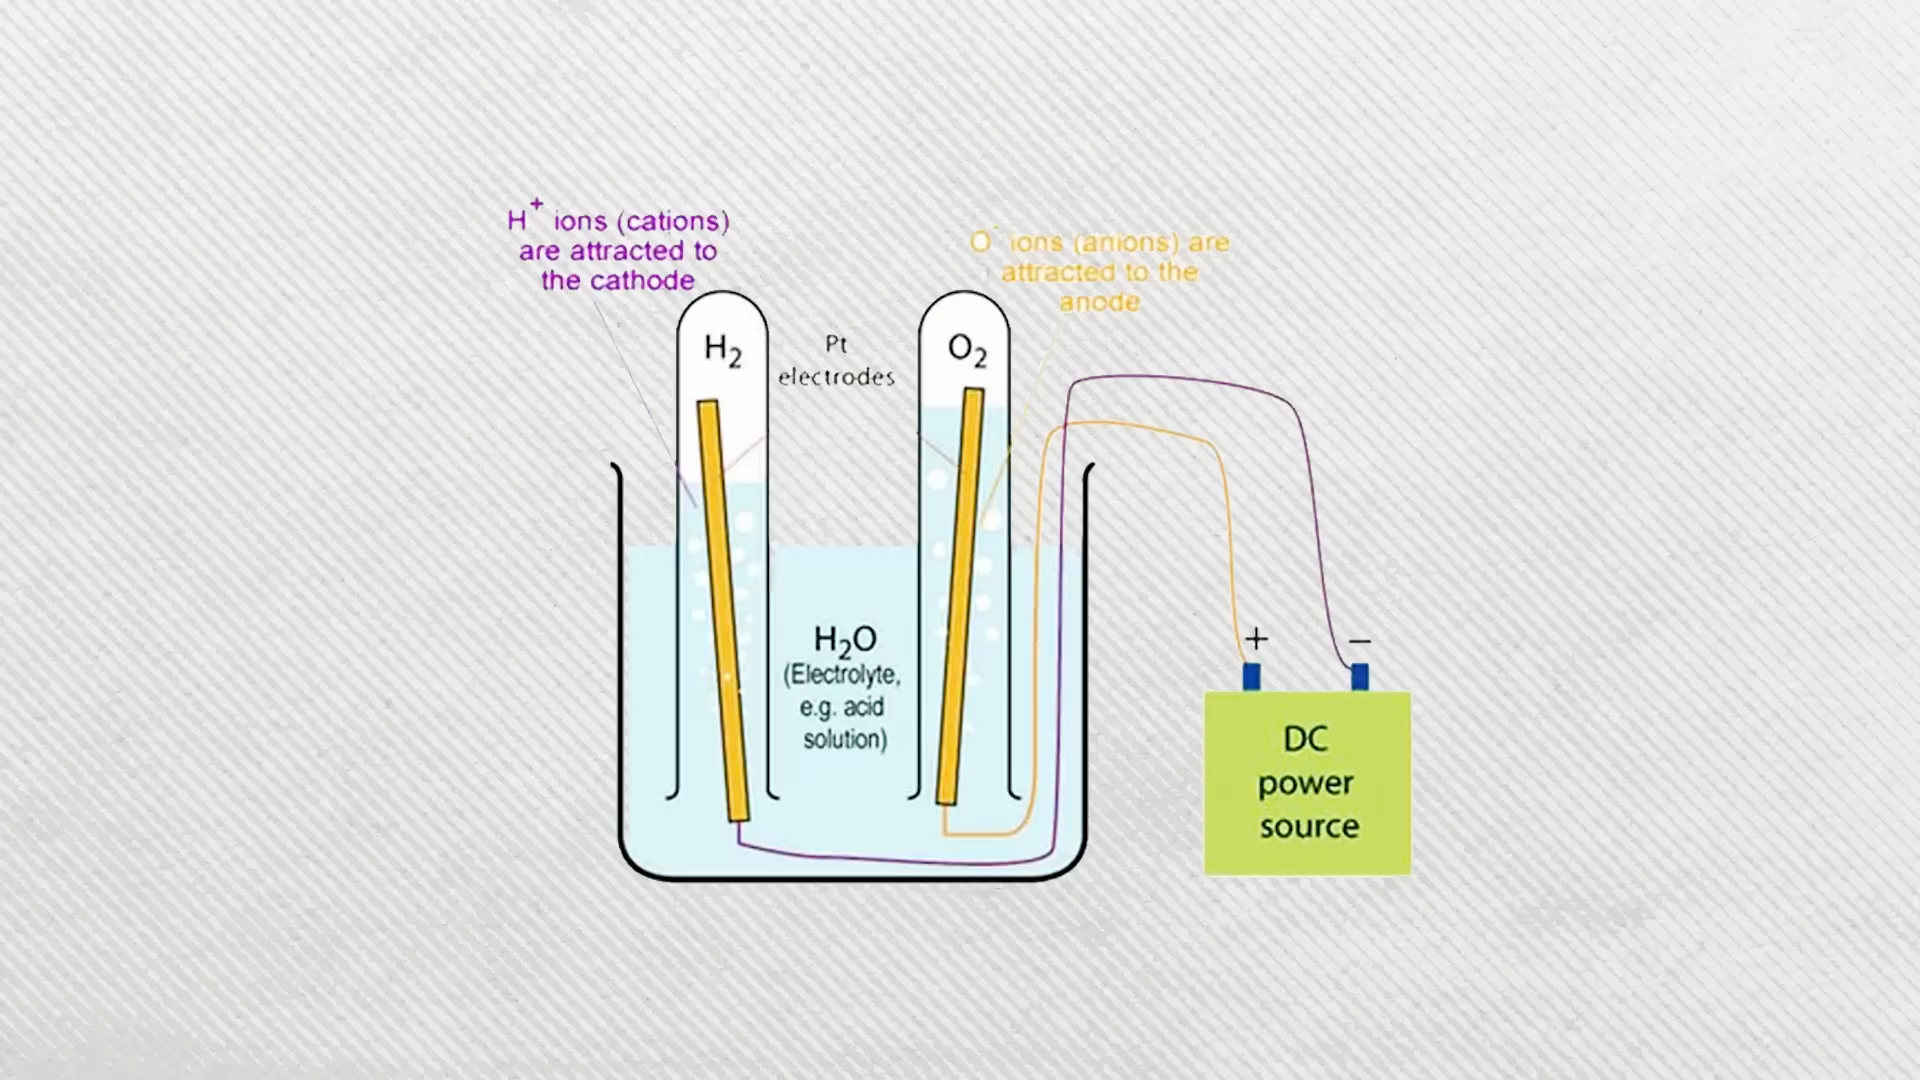 H⁺ ions (cations)
are attracted to
the cathode
O⁻ ions (anions) are
attracted to the
anode
H₂
Pt
electrodes
O₂
H₂O
(Electrolyte,
e.g. acid
solution)
+ −
DC
power
source